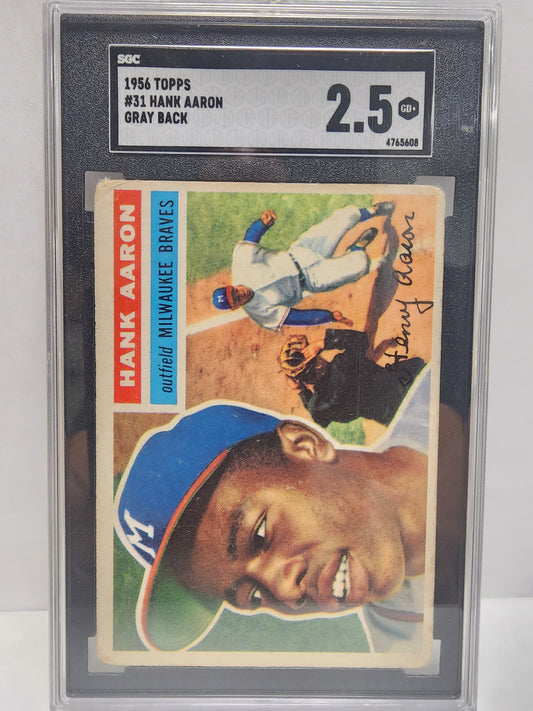 SGC
1956 TOPPS
#31 HANK AARON
GRAY BACK
2.5
GD+
4765608
HANK AARON
outfield MILWAUKEE BRAVES
M
Henry Aaron
M